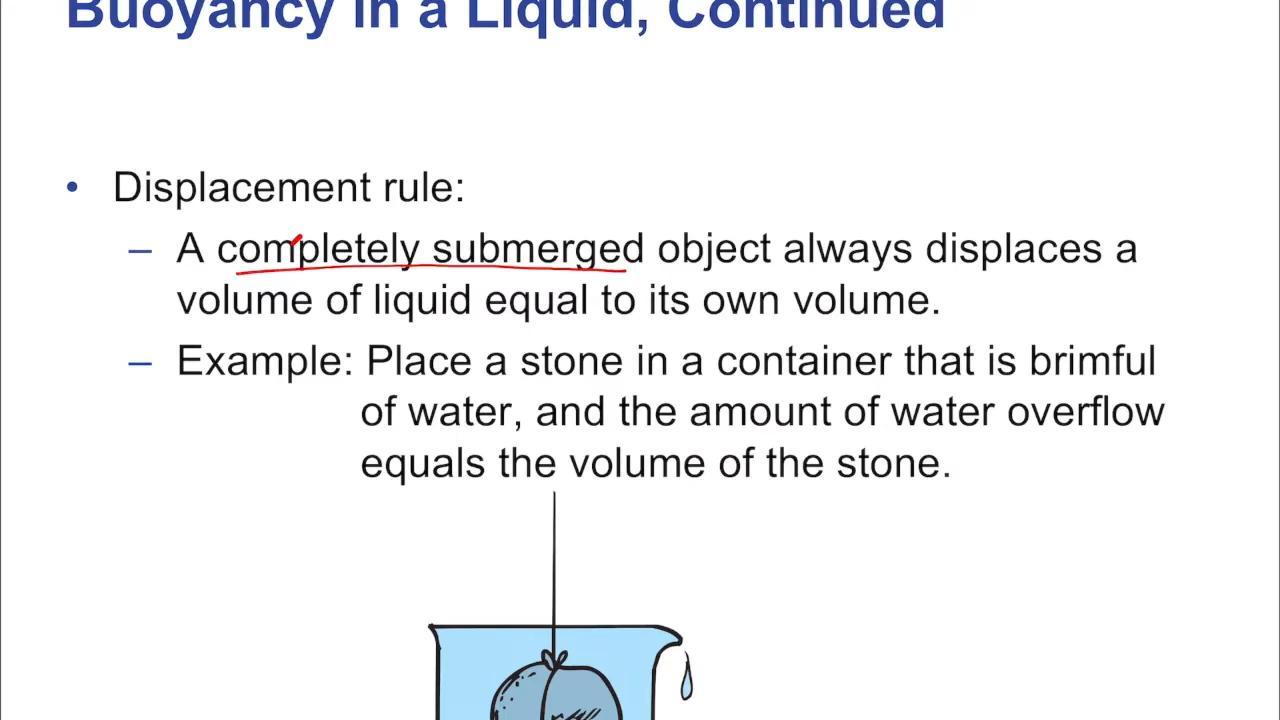 Buoyancy in a Liquid, Continued
• Displacement rule:
– A completely submerged object always displaces a
volume of liquid equal to its own volume.
– Example: Place a stone in a container that is brimful
of water, and the amount of water overflow
equals the volume of the stone.